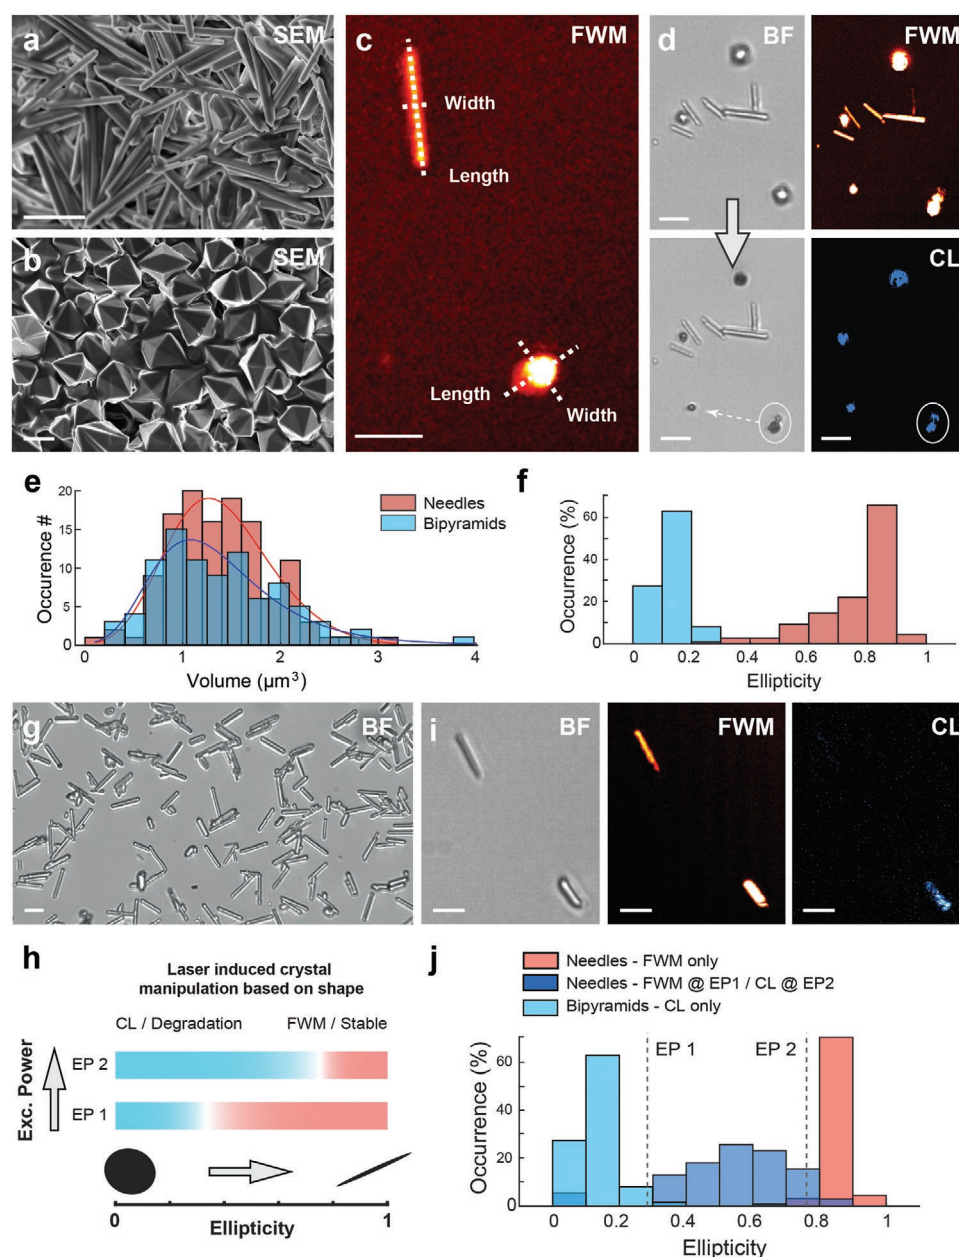 a
SEM
b
SEM
c
FWM
Width
Length
Length
Width
d
BF
FWM
CL
e
Occurence #
20
15
10
5
0
Needles
Bipyramids
0
1
2
3
4
Volume (µm³)
f
Occurrence (%)
60
40
20
0
0
0.2
0.4
0.6
0.8
1
Ellipticity
g
BF
i
BF
FWM
CL
h
Laser induced crystal
manipulation based on shape
CL / Degradation
FWM / Stable
Exc. Power
EP 2
EP 1
0
1
Ellipticity
j
Needles - FWM only
Needles - FWM @ EP1 / CL @ EP2
Bipyramids - CL only
EP 1
EP 2
Occurrence (%)
60
40
20
0
0
0.2
0.4
0.6
0.8
1
Ellipticity